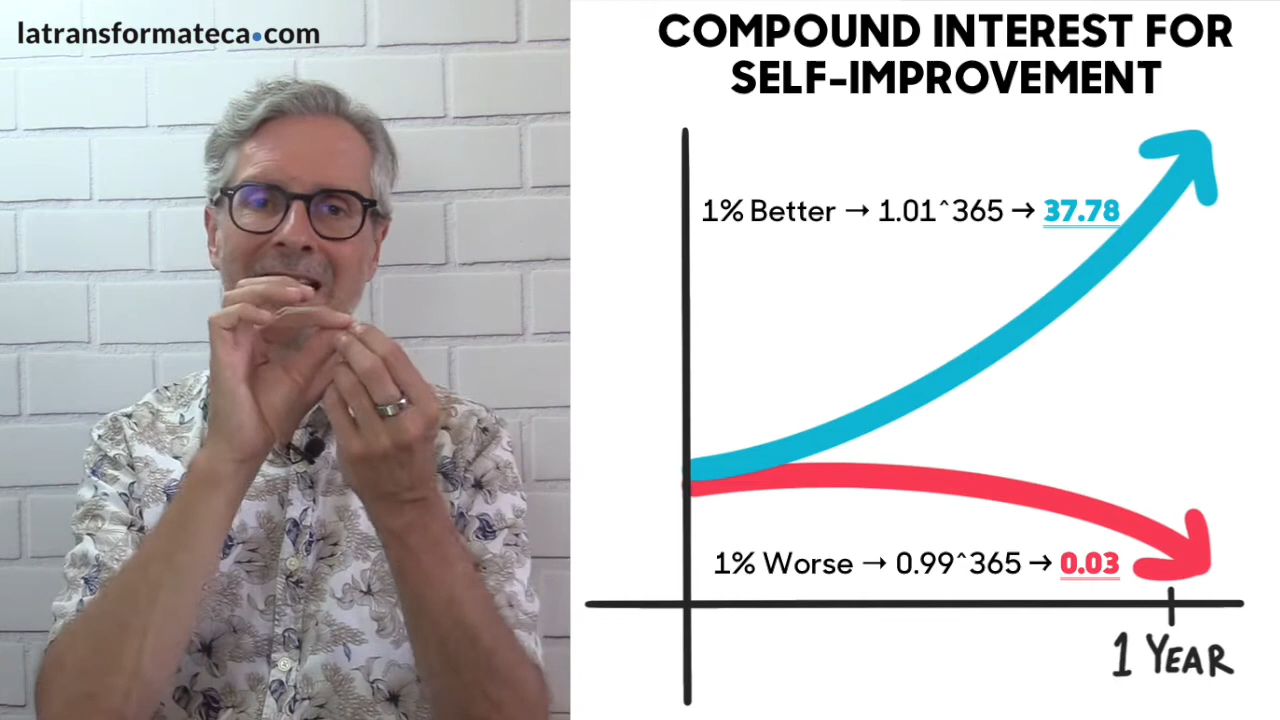 latransformateca.com
COMPOUND INTEREST FOR
SELF-IMPROVEMENT
1% Better → 1.01^365 → 37.78
1% Worse → 0.99^365 → 0.03
1 YEAR